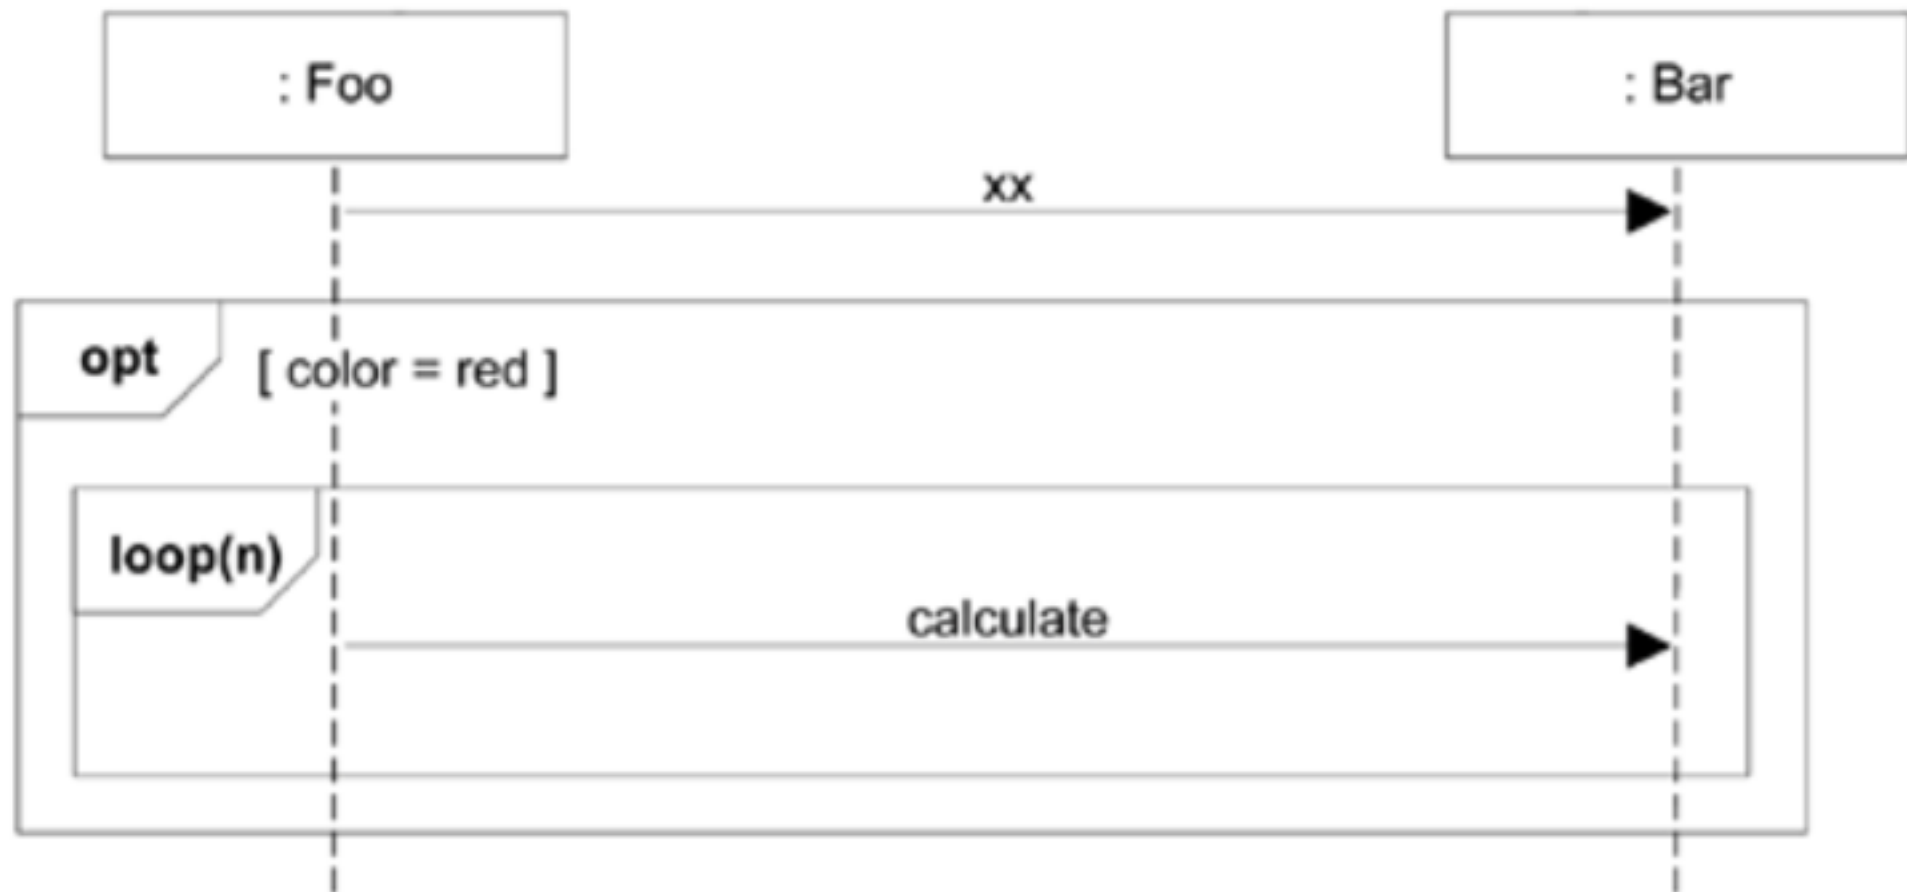 : Foo
: Bar
xx
opt
[ color = red ]
loop(n)
calculate